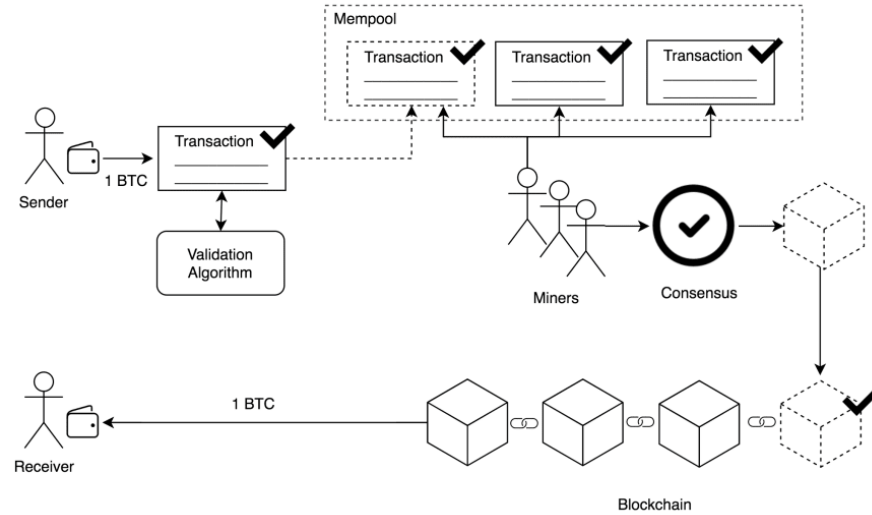 Mempool
Transaction
Transaction
Transaction
Transaction
1 BTC
Sender
Validation
Algorithm
Miners
Consensus
1 BTC
Receiver
Blockchain